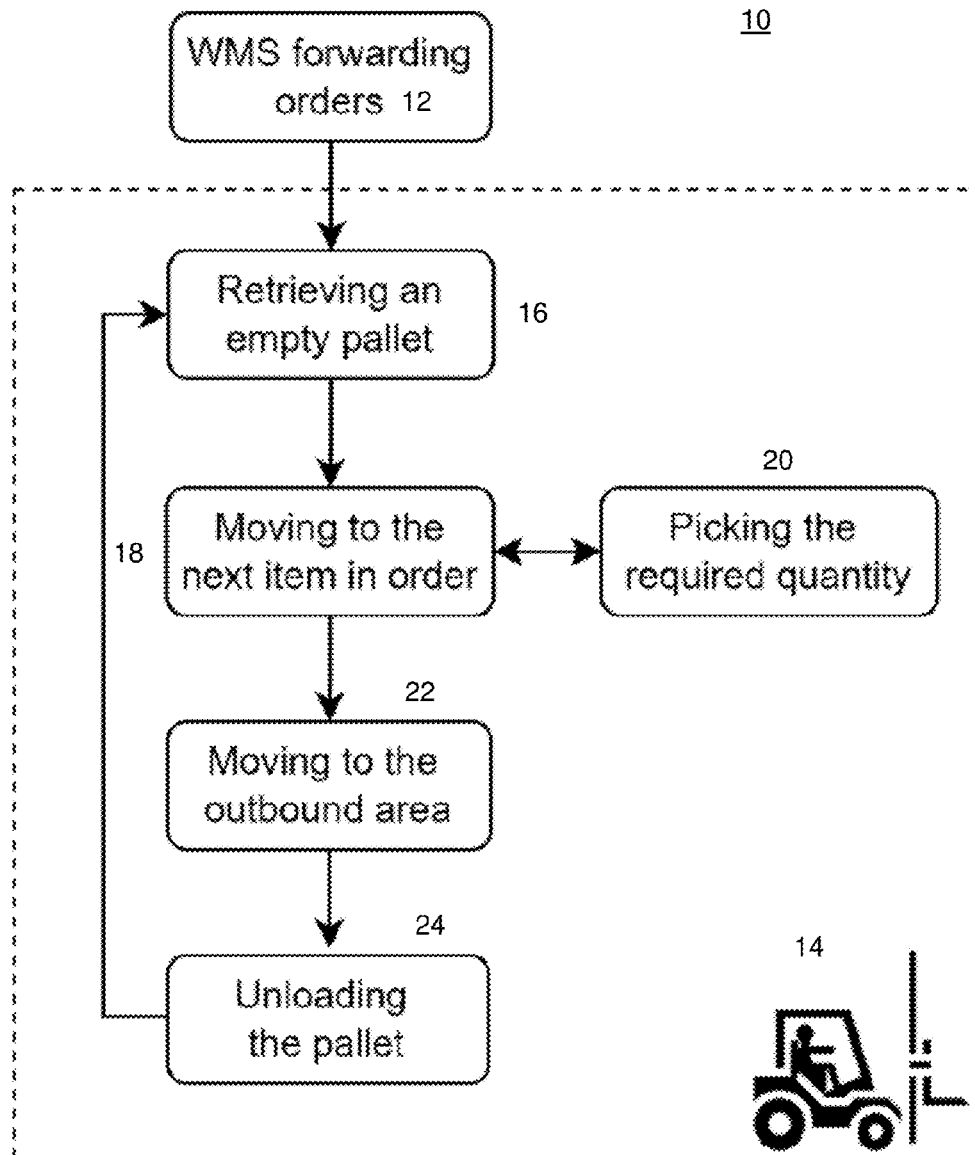 10
WMS forwarding
orders 12
Retrieving an
empty pallet
16
20
18
Moving to the
next item in order
Picking the
required quantity
22
Moving to the
outbound area
24
Unloading
the pallet
14